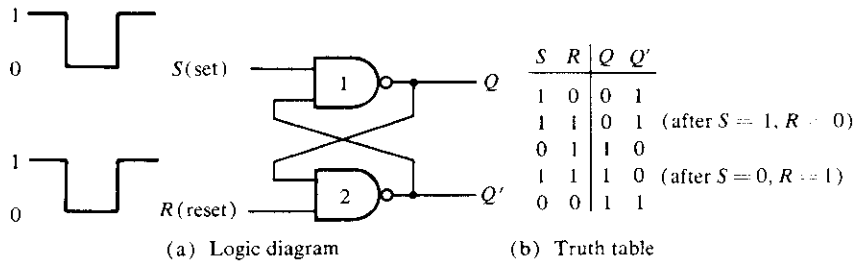 1
0
S(set)
1
Q
1
0
R(reset)
2
Q'
(a) Logic diagram
S R Q Q'
1 0 0 1
1 1 0 1 (after S = 1, R = 0)
0 1 1 0
1 1 1 0 (after S = 0, R = 1)
0 0 1 1
(b) Truth table